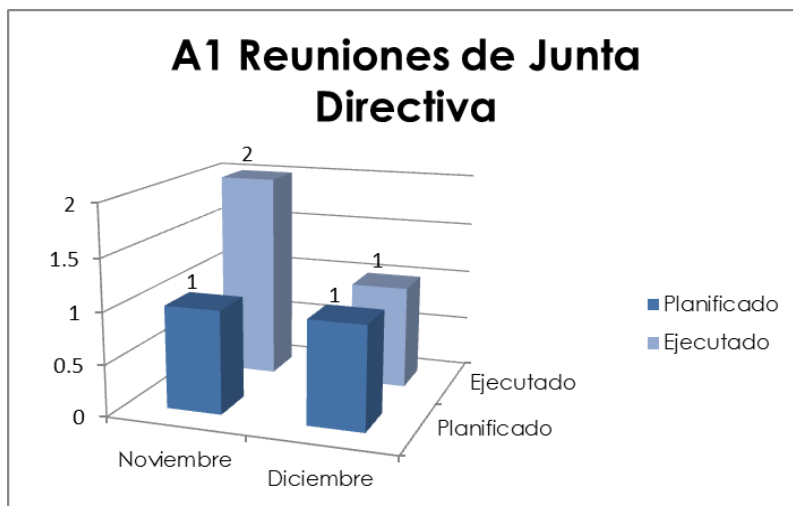 A1 Reuniones de Junta
Directiva
2
2
1.5
1
0.5
0
1
1
1
Planificado
Ejecutado
Ejecutado
Planificado
Noviembre
Diciembre